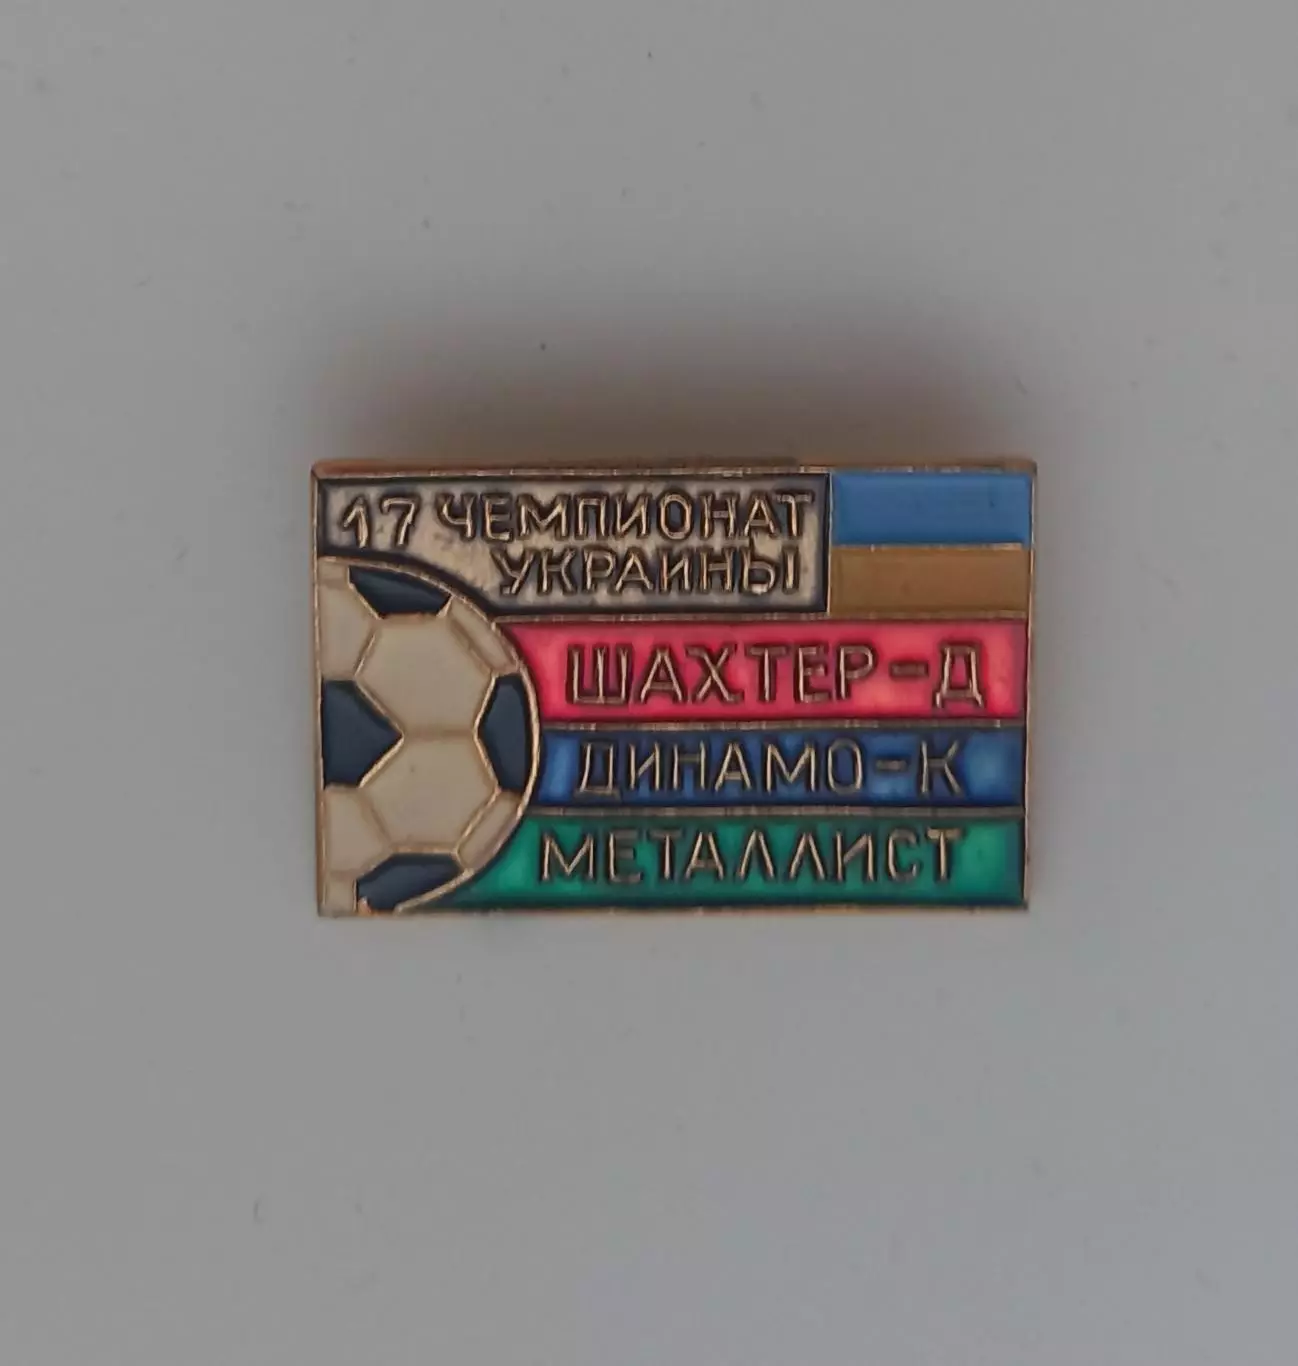 17 ЧЕМПИОНАТ
УКРАИНЫ
ШАХТЕР-Д
ДИНАМО-К
МЕТАЛЛИСТ